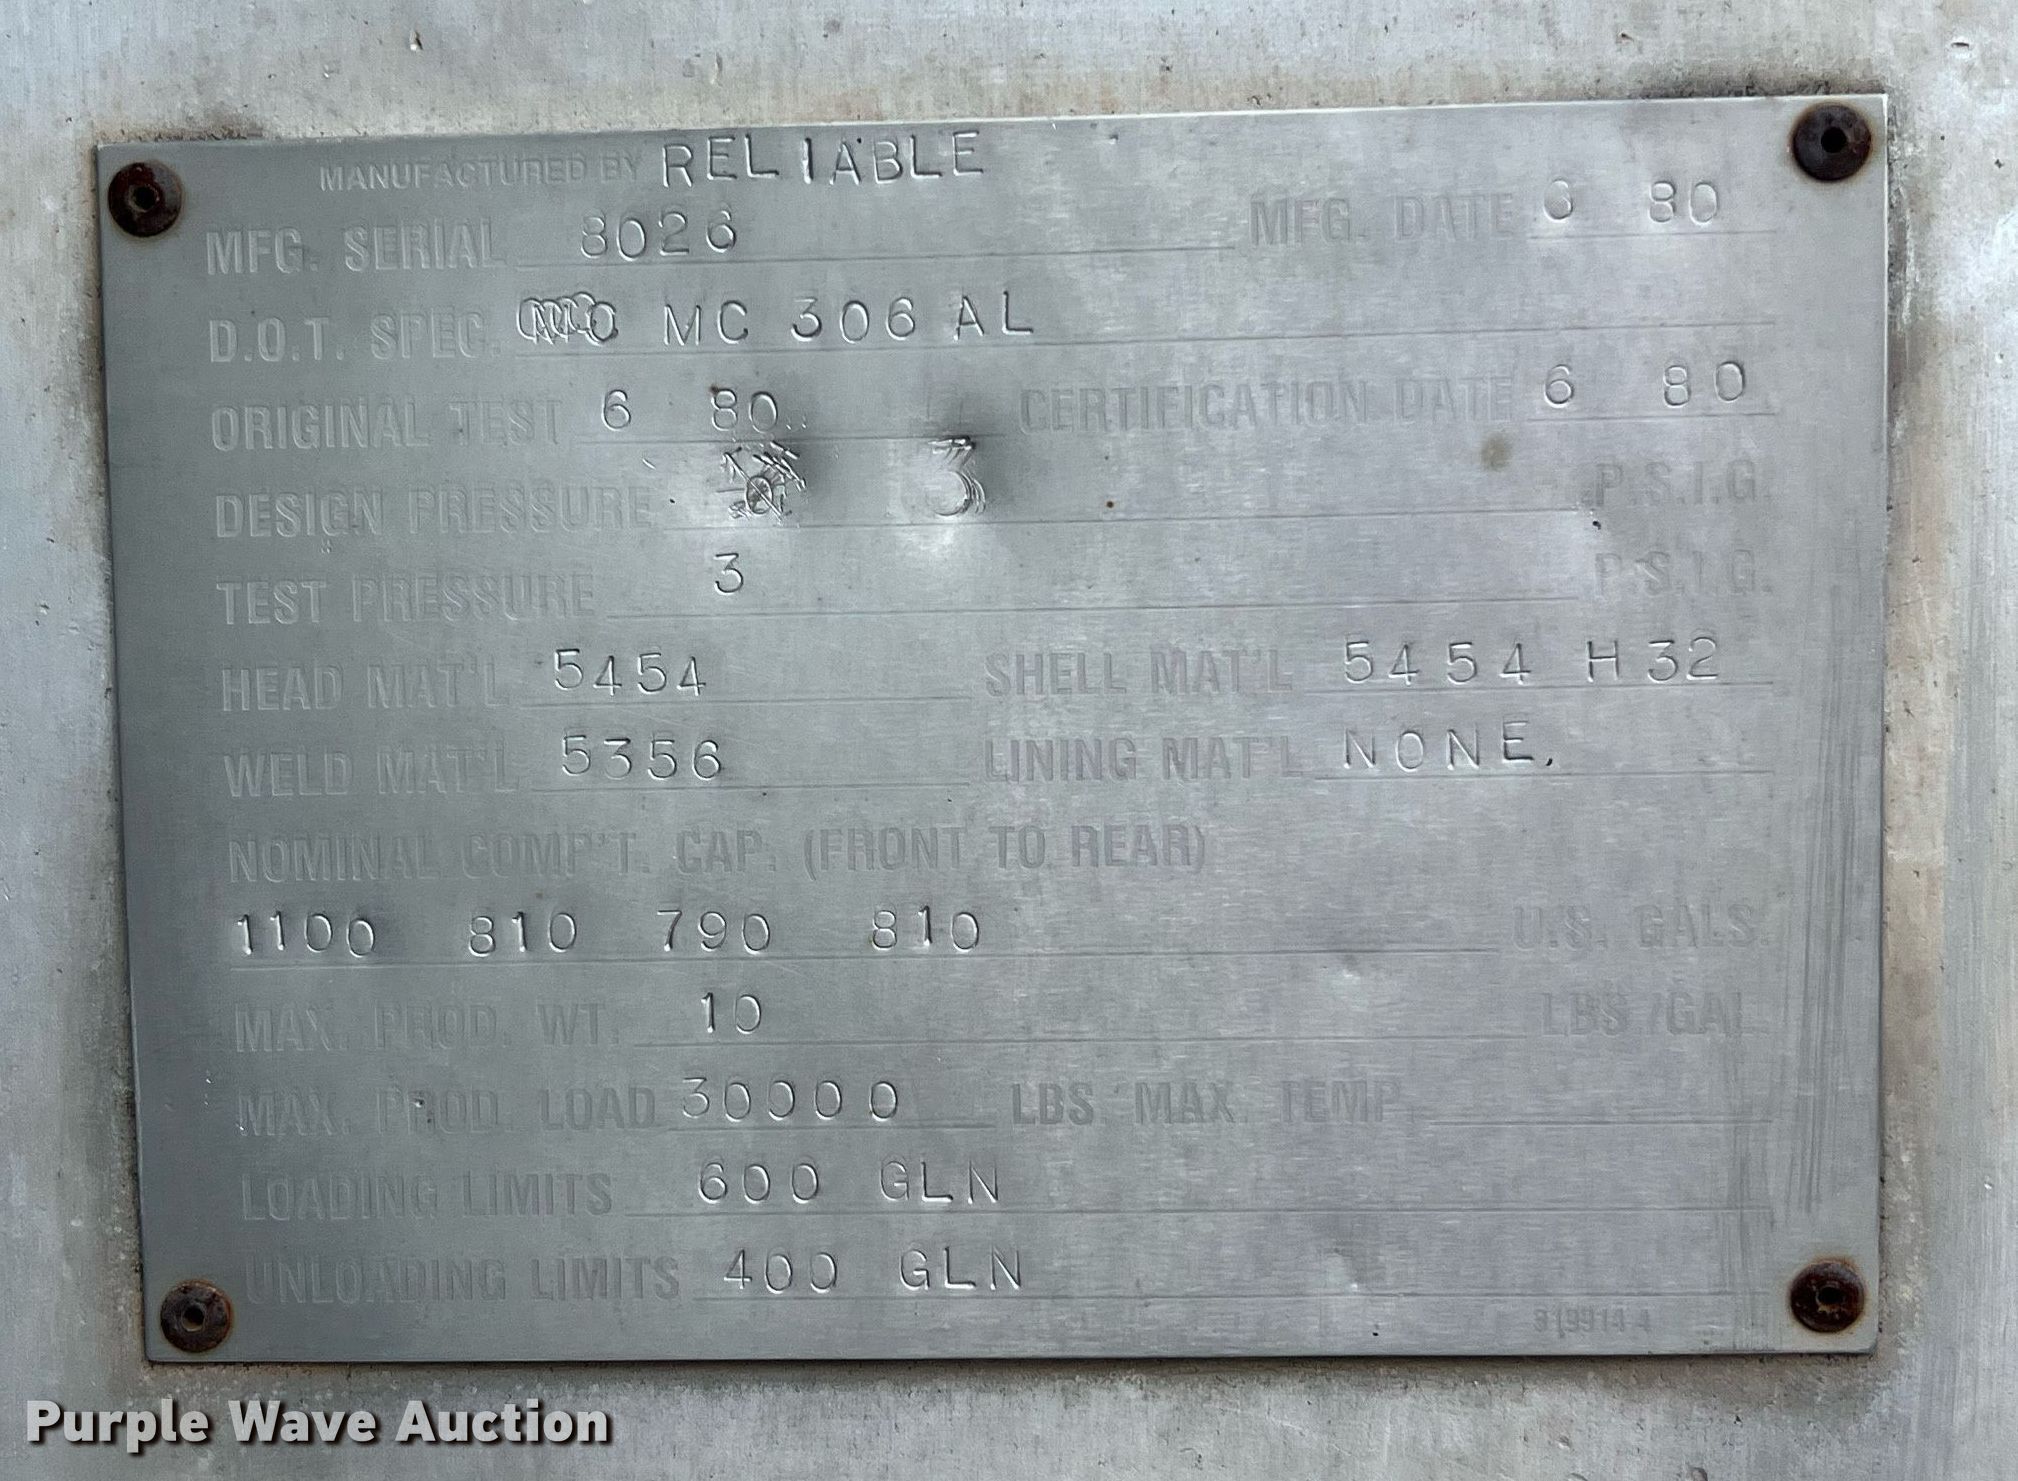 MANUFACTURED BY RELIABLE
MFG. SERIAL 8026 MFG. DATE 6 80
D.O.T. SPEC. MC 306 AL
ORIGINAL TEST 6 80 CERTIFICATION DATE 6 80
DESIGN PRESSURE 3 P.S.I.G.
TEST PRESSURE 3 P.S.I.G.
HEAD MAT'L 5454 SHELL MAT'L 5454 H32
WELD MAT'L 5356 LINING MAT'L NONE.
NOMINAL COMP'T. CAP. (FRONT TO REAR)
1100 810 790 810 U.S. GALS.
MAX. PROD. WT. 10 LBS/GAL
MAX. PROD. LOAD 30000 LBS. MAX. TEMP.
LOADING LIMITS 600 GLN
UNLOADING LIMITS 400 GLN
Purple Wave Auction